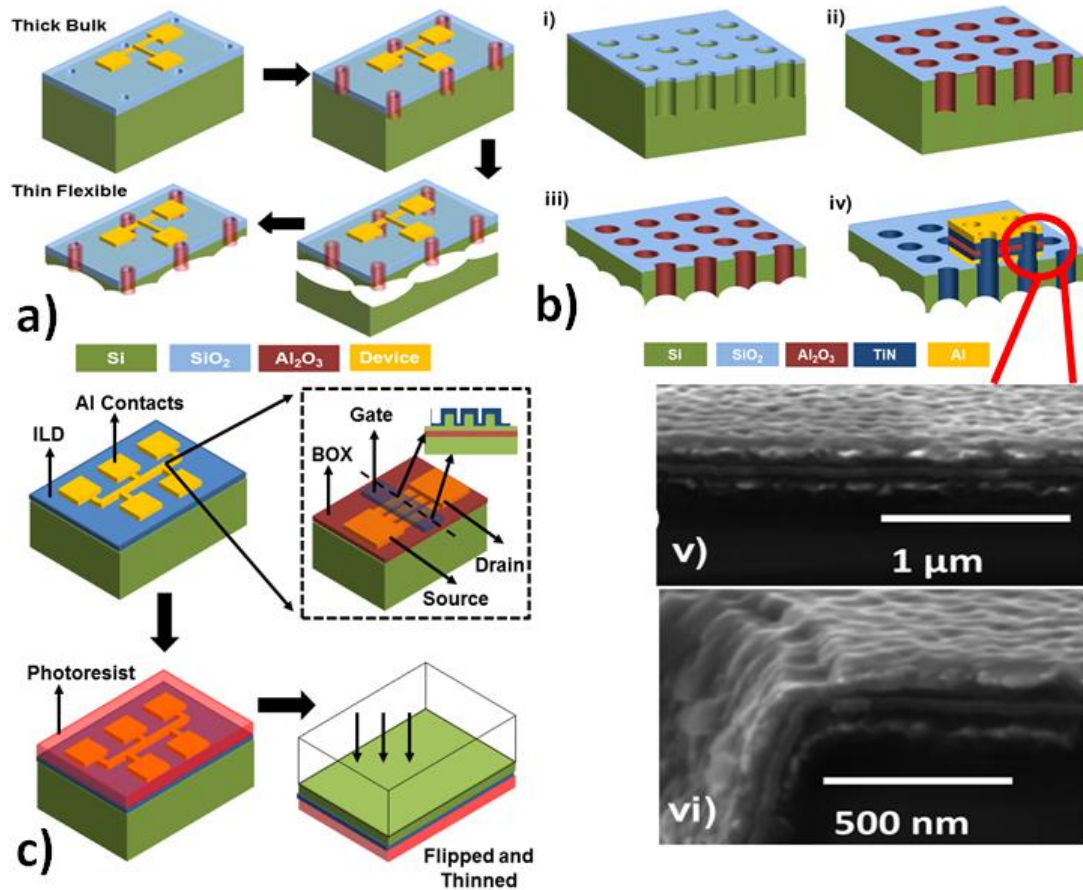 Thick Bulk
Thin Flexible
a)
Si
SiO₂
Al₂O₃
Device
i)
ii)
iii)
iv)
b)
Si
SiO₂
Al₂O₃
TiN
Al
Al Contacts
ILD
Gate
BOX
Drain
Source
Photoresist
Flipped and
Thinned
c)
v)
1 µm
vi)
500 nm